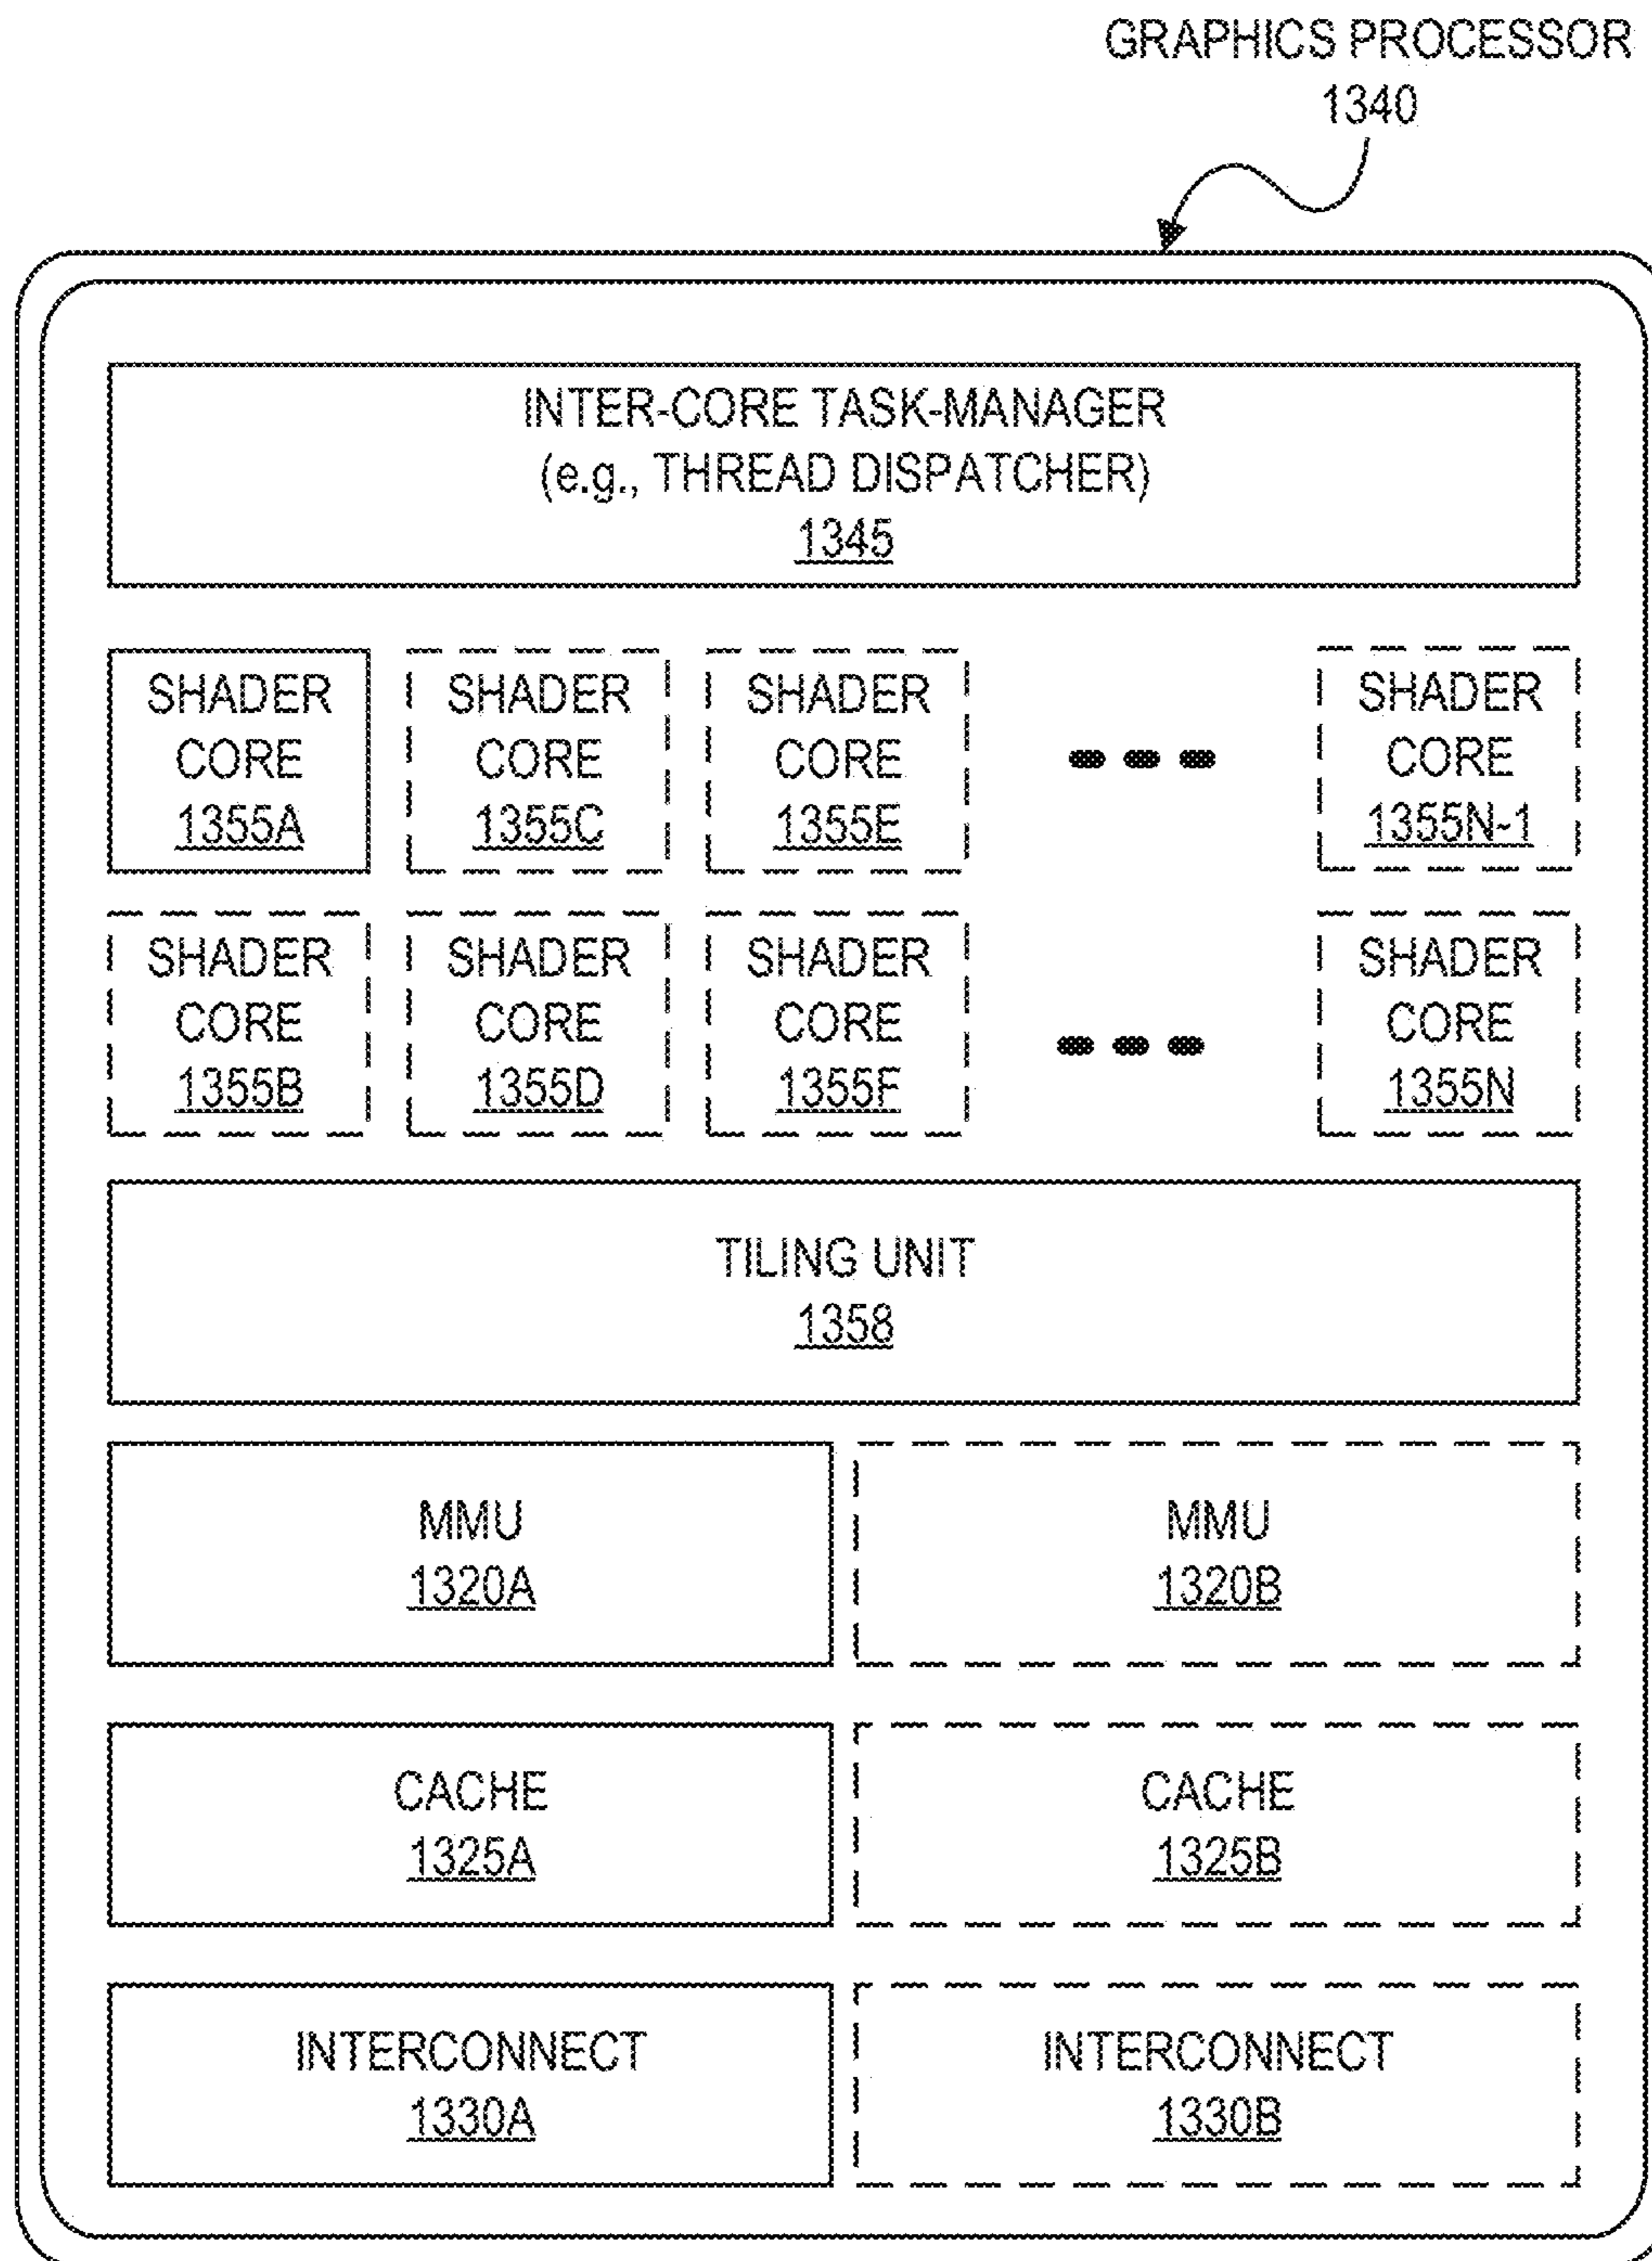 GRAPHICS PROCESSOR
1340
INTER-CORE TASK-MANAGER
(e.g., THREAD DISPATCHER)
1345
SHADER
CORE
1355A
SHADER
CORE
1355C
SHADER
CORE
1355E
SHADER
CORE
1355N-1
SHADER
CORE
1355B
SHADER
CORE
1355D
SHADER
CORE
1355F
SHADER
CORE
1355N
TILING UNIT
1358
MMU
1320A
MMU
1320B
CACHE
1325A
CACHE
1325B
INTERCONNECT
1330A
INTERCONNECT
1330B